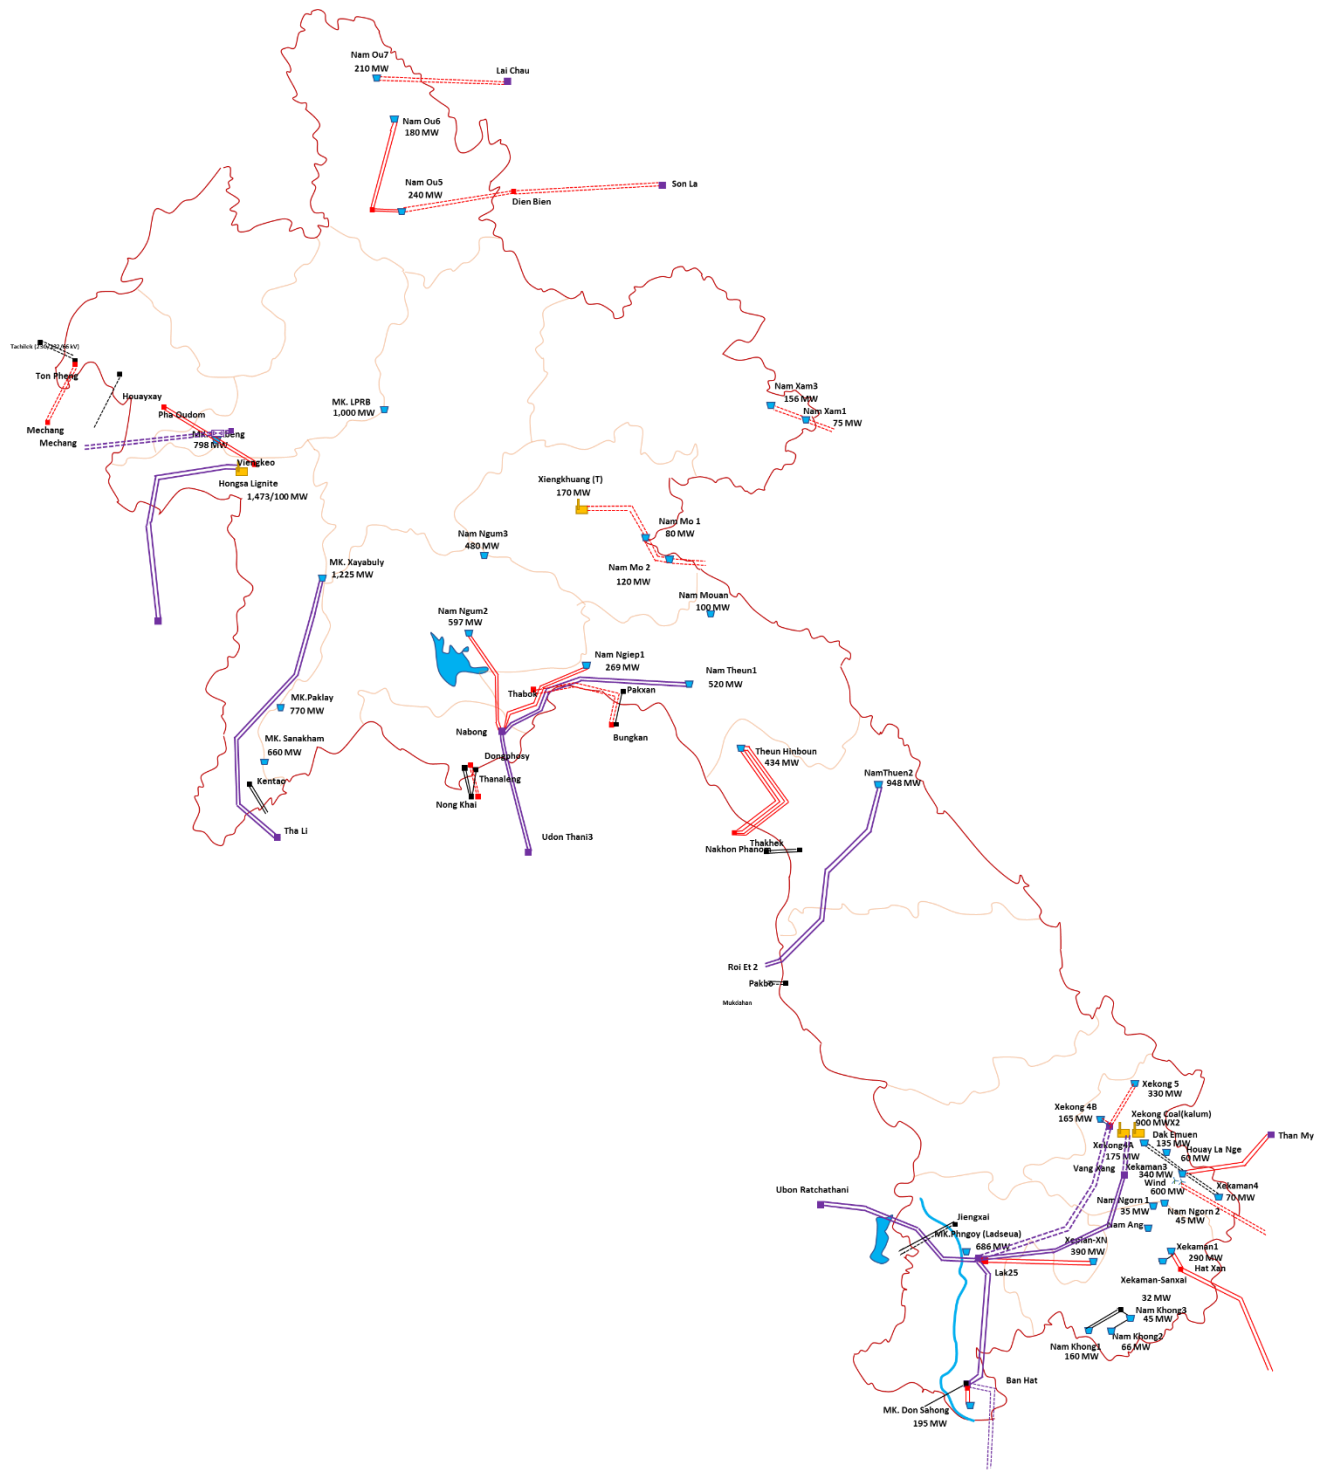 Nam Ou7
210 MW
Lai Chau
Nam Ou6
180 MW
Nam Ou5
240 MW
Dien Bien
Son La
Ton Pheng
Houayxay
Pha Oudom
Mechang
Mechang
798 MW
Viengkeo
Hongsa Lignite
1,473/100 MW
MK. LPRB
1,000 MW
Nam Xam3
156 MW
Nam Xam1
75 MW
Xiengkhuang (T)
170 MW
Nam Mo 1
80 MW
Nam Mo 2
120 MW
Nam Ngum3
480 MW
MK. Xayabuly
1,225 MW
Nam Mouan
100 MW
Nam Ngum2
597 MW
Nam Ngiep1
269 MW
Nam Theun1
520 MW
Thabok
Pakxan
Bungkan
MK.Paklay
770 MW
Nabong
MK. Sanakham
660 MW
Dongphosy
Thanaleng
Nong Khai
Kentao
Tha Li
Udon Thani3
Theun Hinboun
434 MW
NamThuen2
948 MW
Thakhek
Nakhon Phanom
Roi Et 2
Pakbo
Mukdahan
Xekong 5
330 MW
Xekong 4B
165 MW
Xekong Coal(kalum)
900 MWX2
Dak Emuen
135 MW
Xekong4A
175 MW
Houay La Nge
60 MW
Than My
Vang Xang
Xekaman3
340 MW
Wind
600 MW
Xekaman4
70 MW
Ubon Ratchathani
Nam Ngorn 1
35 MW
Nam Ngorn 2
45 MW
Nam Ang
Jiengxai
MK.Phngoy (Ladseua)
686 MW
Xepian-XN
390 MW
Xekaman1
290 MW
Hat Xan
Lak25
Xekaman-Sanxai
32 MW
Nam Khong3
45 MW
Nam Khong2
66 MW
Nam Khong1
160 MW
Ban Hat
MK. Don Sahong
195 MW